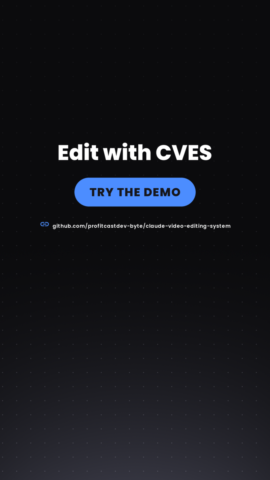 Edit with CVES
TRY THE DEMO
github.com/profitcastdev-byte/claude-video-editing-system